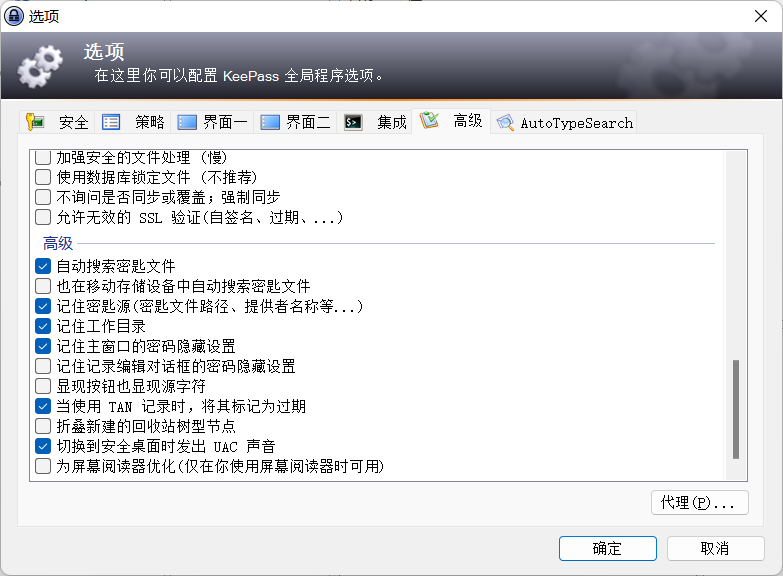 选项
选项
在这里你可以配置 KeePass 全局程序选项。
安全 策略 界面一 界面二 集成 高级 AutoTypeSearch
加强安全的文件处理 (慢)
使用数据库锁定文件 (不推荐)
不询问是否同步或覆盖；强制同步
允许无效的 SSL 验证(自签名、过期、...)
高级
自动搜索密匙文件
也在移动存储设备中自动搜索密匙文件
记住密匙源(密匙文件路径、提供者名称等...)
记住工作目录
记住主窗口的密码隐藏设置
记住记录编辑对话框的密码隐藏设置
显现按钮也显现源字符
当使用 TAN 记录时，将其标记为过期
折叠新建的回收站树型节点
切换到安全桌面时发出 UAC 声音
为屏幕阅读器优化(仅在你使用屏幕阅读器时可用)
代理(P)...
确定 取消